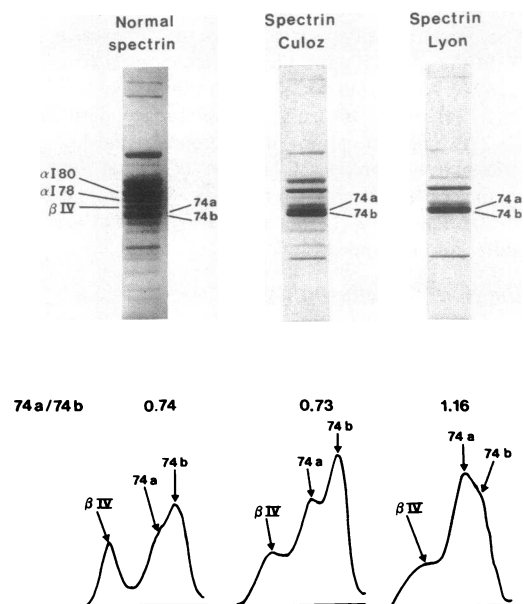 Normal
spectrin
Spectrin
Culoz
Spectrin
Lyon
αI80
αI78
βIV
74a
74b
74a
74b
74a
74b
74a/74b
0.74
0.73
1.16
βIV
74a
74b
βIV
74a
74b
βIV
74a
74b